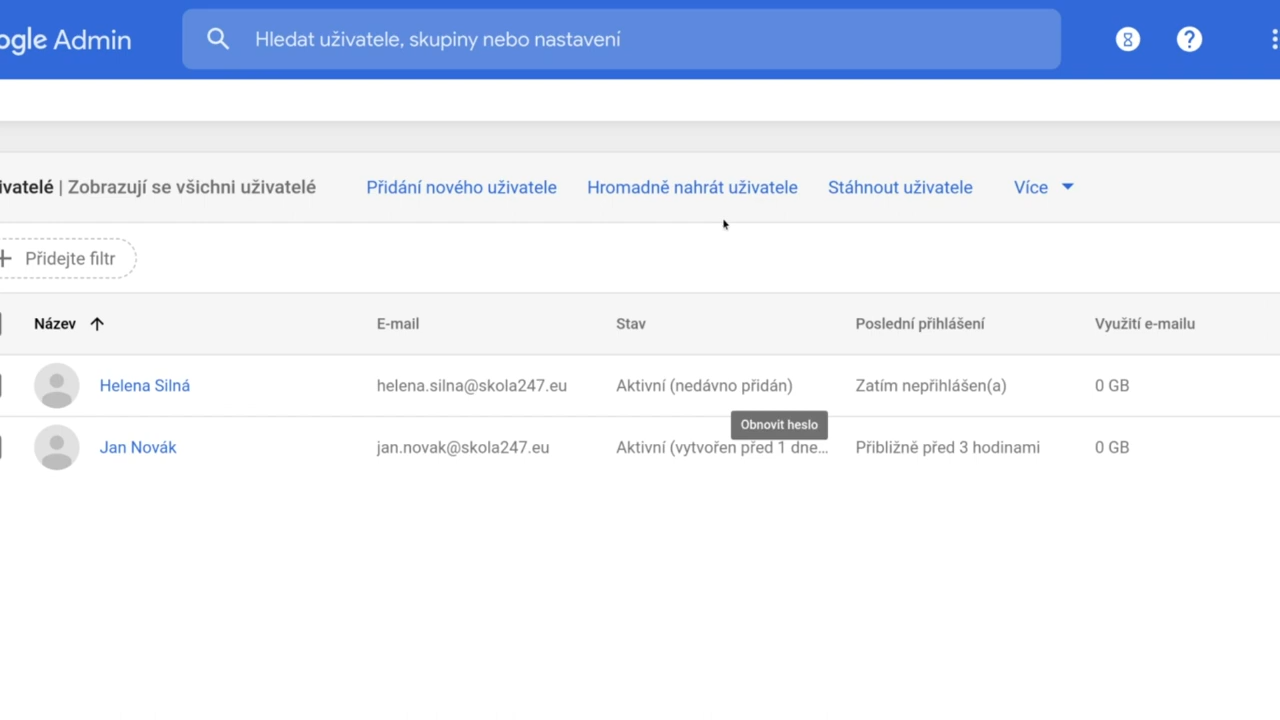 ogle Admin
Hledat uživatele, skupiny nebo nastavení
ivatelé | Zobrazují se všichni uživatelé
Přidání nového uživatele
Hromadně nahrát uživatele
Stáhnout uživatele
Více
Přidejte filtr
Název
E-mail
Stav
Poslední přihlášení
Využití e-mailu
Helena Silná
helena.silna@skola247.eu
Aktivní (nedávno přidán)
Zatím nepřihlášen(a)
0 GB
Obnovit heslo
Jan Novák
jan.novak@skola247.eu
Aktivní (vytvořen před 1 dne…
Přibližně před 3 hodinami
0 GB